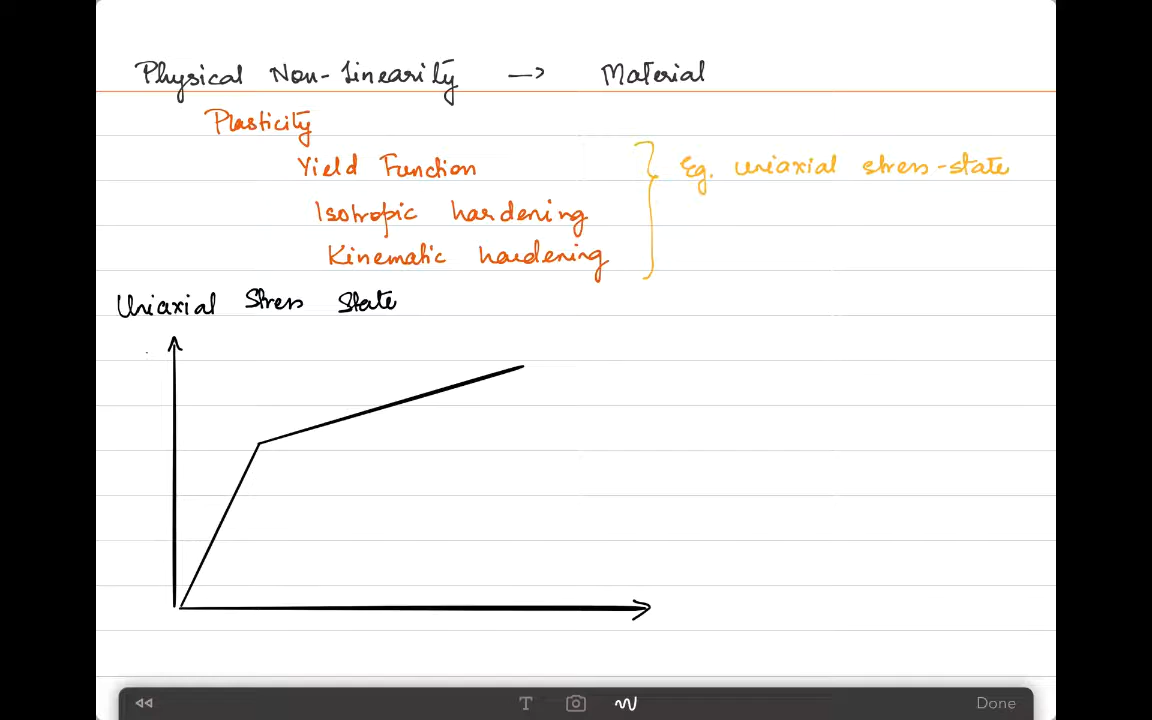 Physical Non-linearity -> Material
Plasticity
Yield Function } Eg. uniaxial stress-state
Isotropic hardening
Kinematic hardening
Uniaxial Stress State
T Done